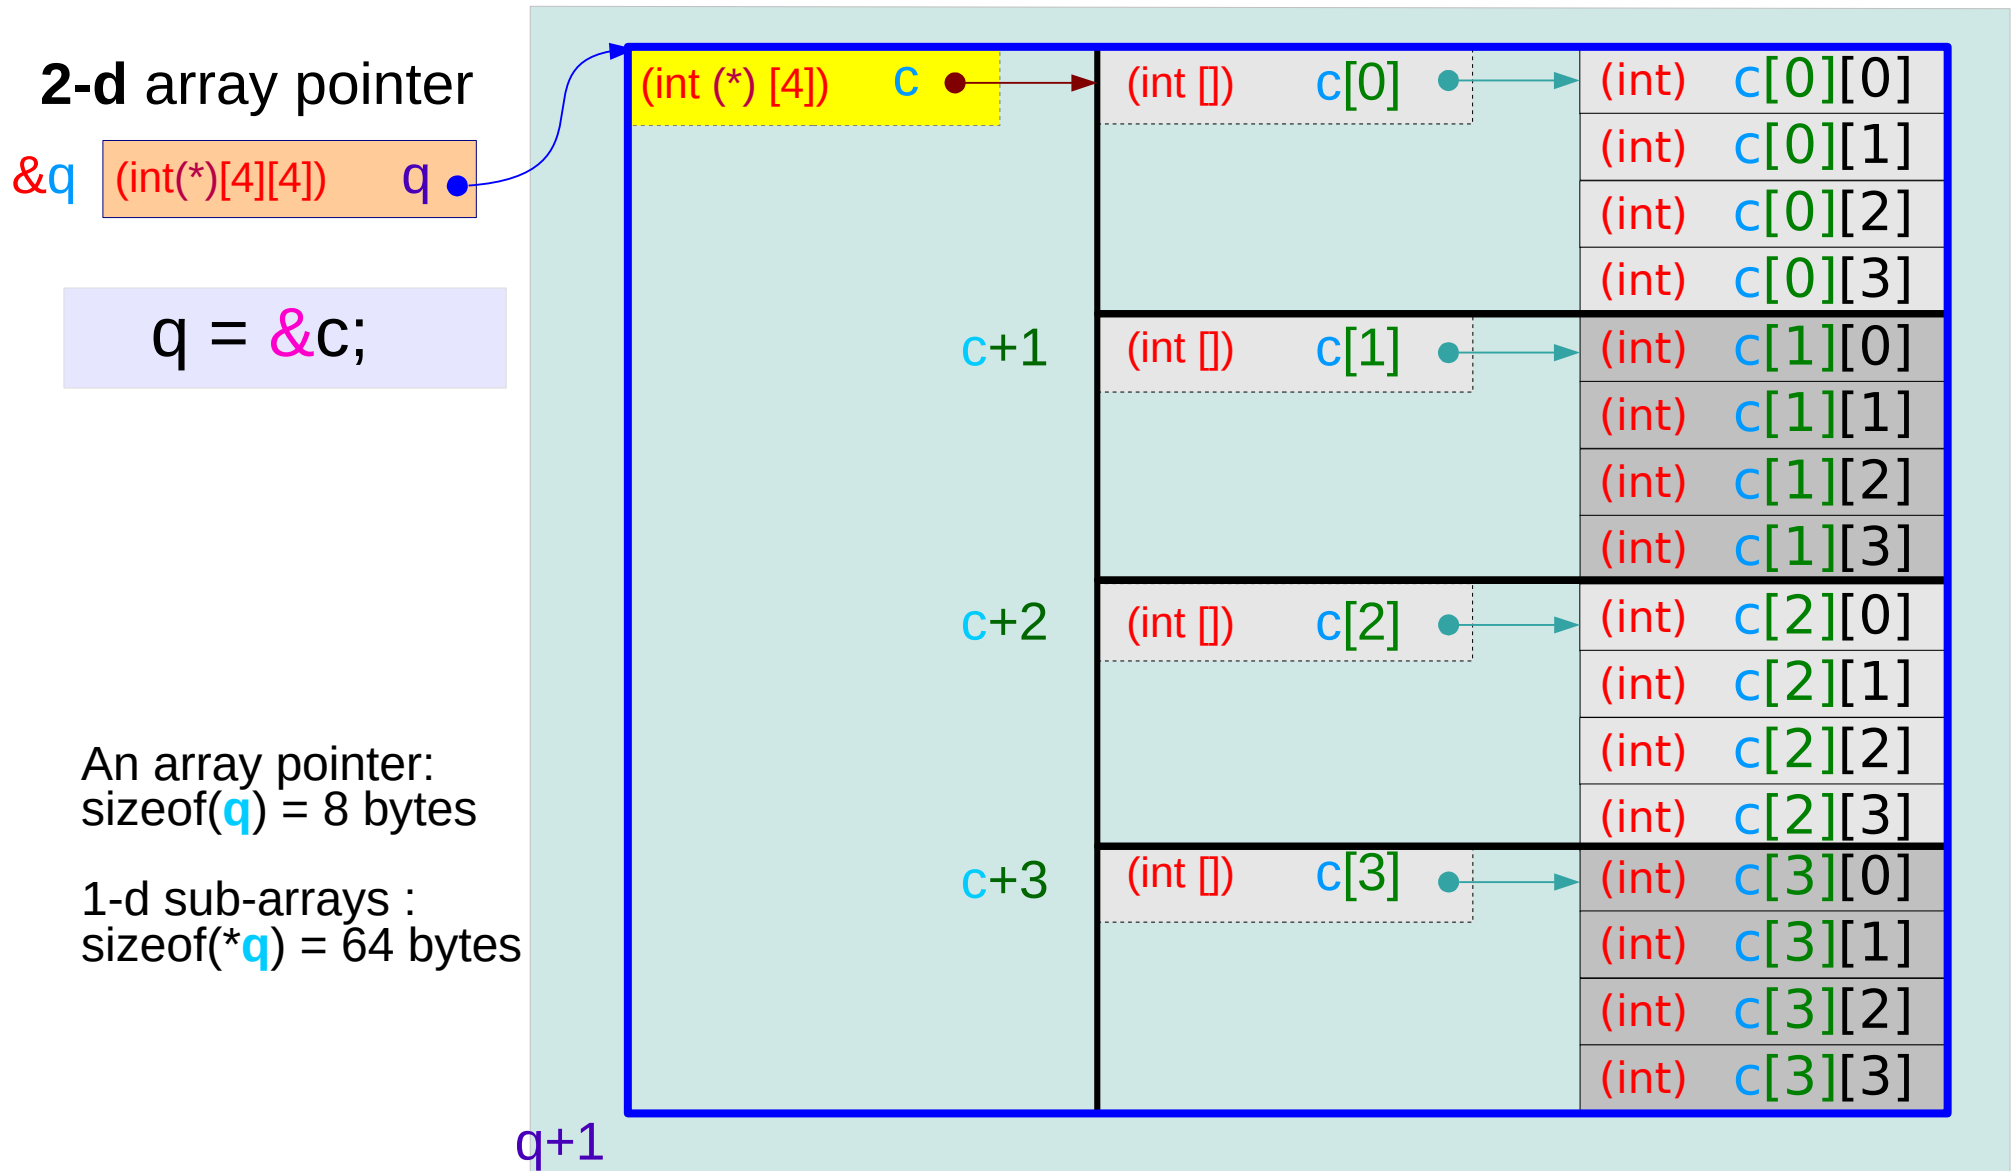 2-d array pointer
&q (int(*)[4][4]) q
q = &c;
An array pointer:
sizeof(q) = 8 bytes
1-d sub-arrays :
sizeof(*q) = 64 bytes
q+1
(int (*) [4]) c
c+1
c+2
c+3
(int []) c[0]
(int []) c[1]
(int []) c[2]
(int []) c[3]
(int) c[0][0]
(int) c[0][1]
(int) c[0][2]
(int) c[0][3]
(int) c[1][0]
(int) c[1][1]
(int) c[1][2]
(int) c[1][3]
(int) c[2][0]
(int) c[2][1]
(int) c[2][2]
(int) c[2][3]
(int) c[3][0]
(int) c[3][1]
(int) c[3][2]
(int) c[3][3]